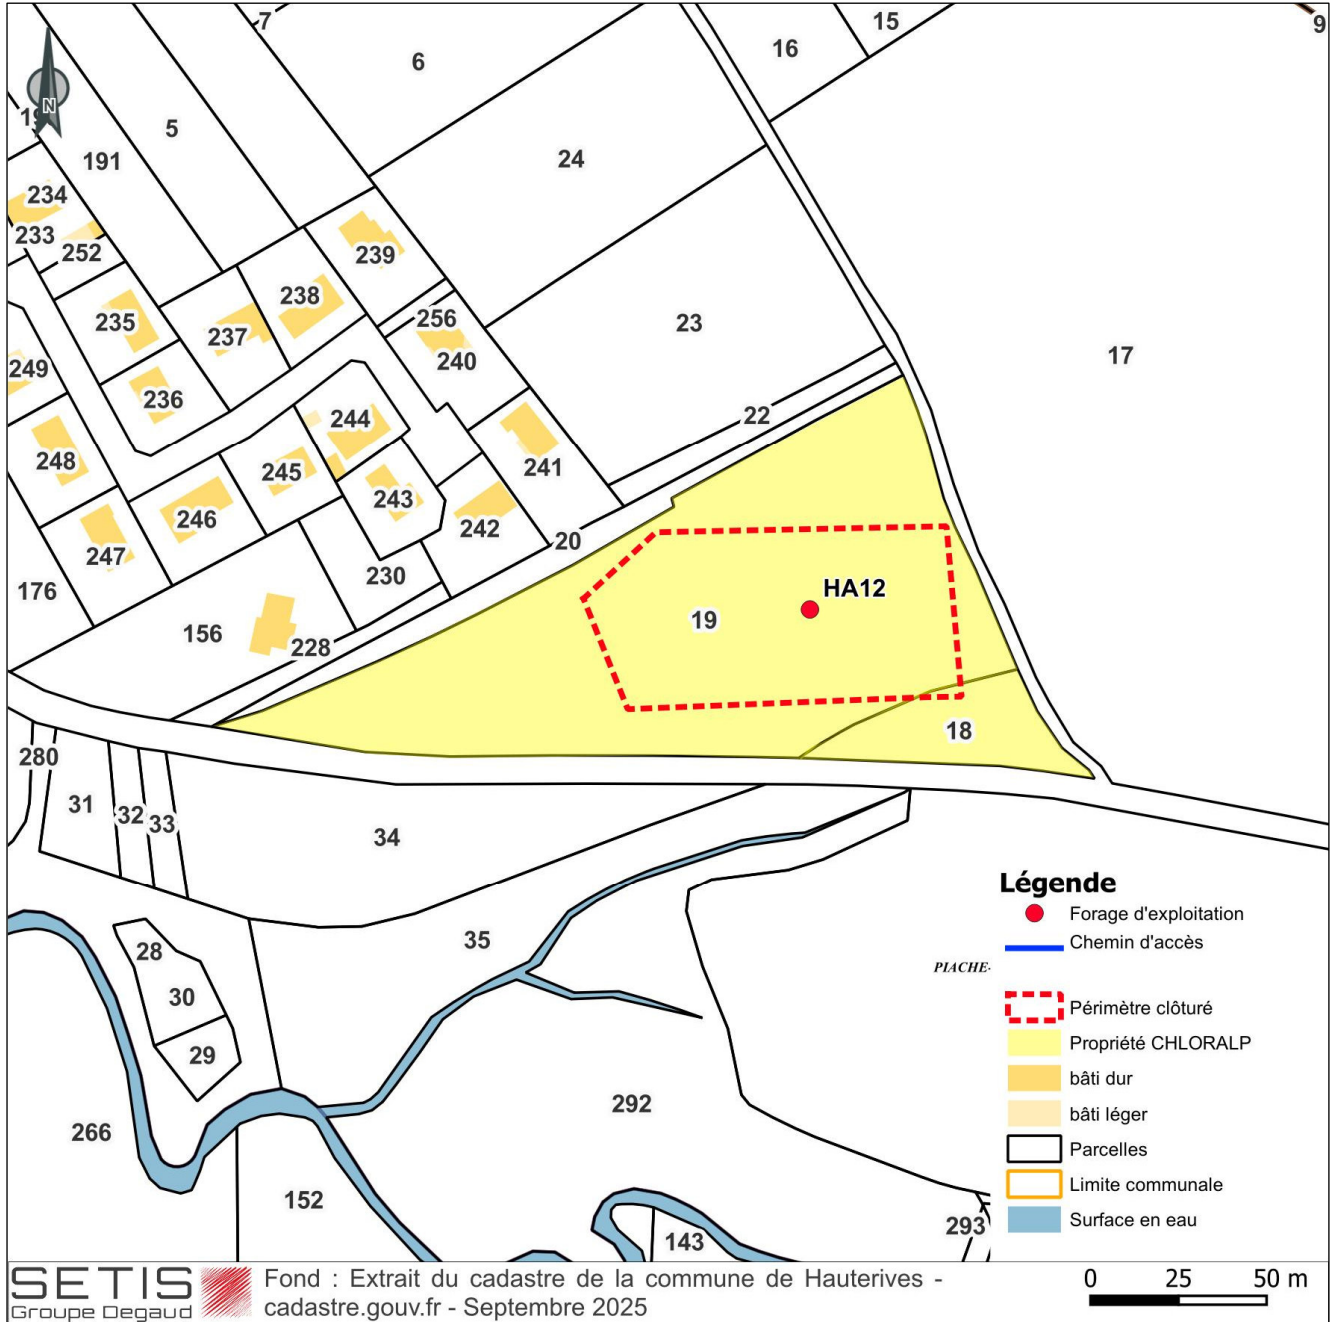 7
6
16
15
9
5
24
19
N
191
234
233
252
239
238
256
235
237
240
23
17
249
236
22
244
248
245
241
243
246
242
247
20
230
176
HA12
19
156
228
18
280
31
32
33
34
28
35
30
29
292
266
152
143
293
PIACHE-
Légende
Forage d'exploitation
Chemin d'accès
Périmètre clôturé
Propriété CHLORALP
bâti dur
bâti léger
Parcelles
Limite communale
Surface en eau
SETIS
Groupe Degaud
Fond : Extrait du cadastre de la commune de Hauterives -
cadastre.gouv.fr - Septembre 2025
0 25 50 m